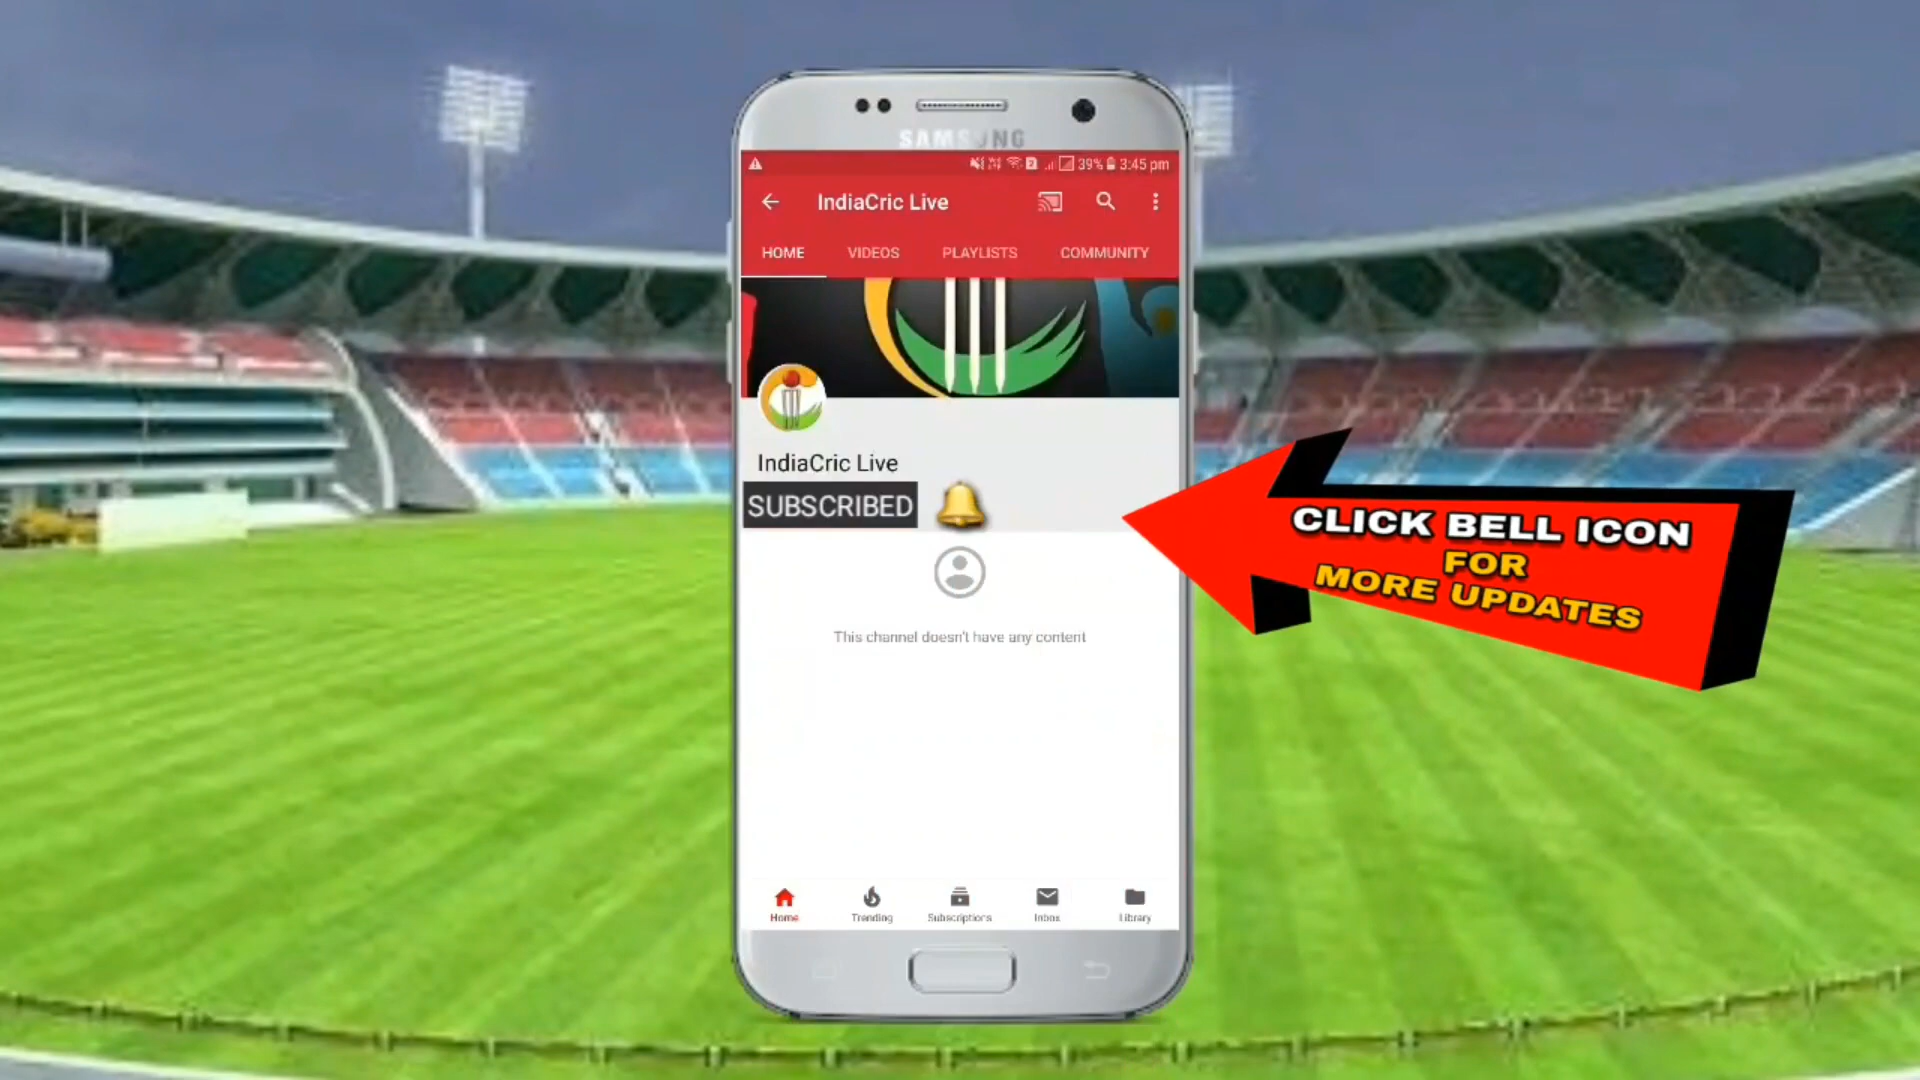 SAMSUNG
39% 3:45 pm
IndiaCric Live
HOME VIDEOS PLAYLISTS COMMUNITY
IndiaCric Live
SUBSCRIBED
This channel doesn't have any content
Home Trending Subscriptions Inbox Library
CLICK BELL ICON
FOR
MORE UPDATES